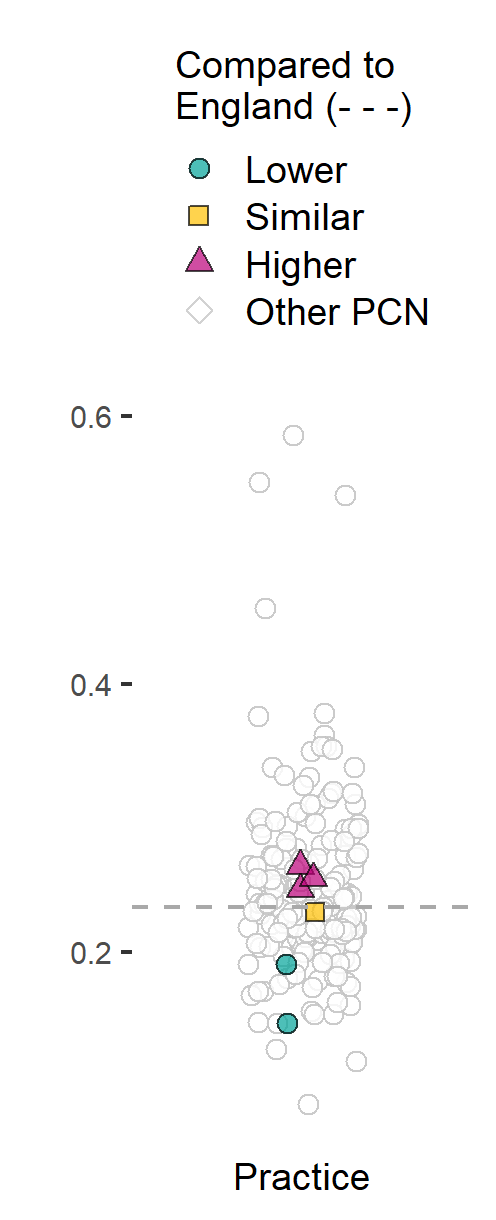 Compared to
England (- - -)
Lower
Similar
Higher
Other PCN
0.6
0.4
0.2
Practice